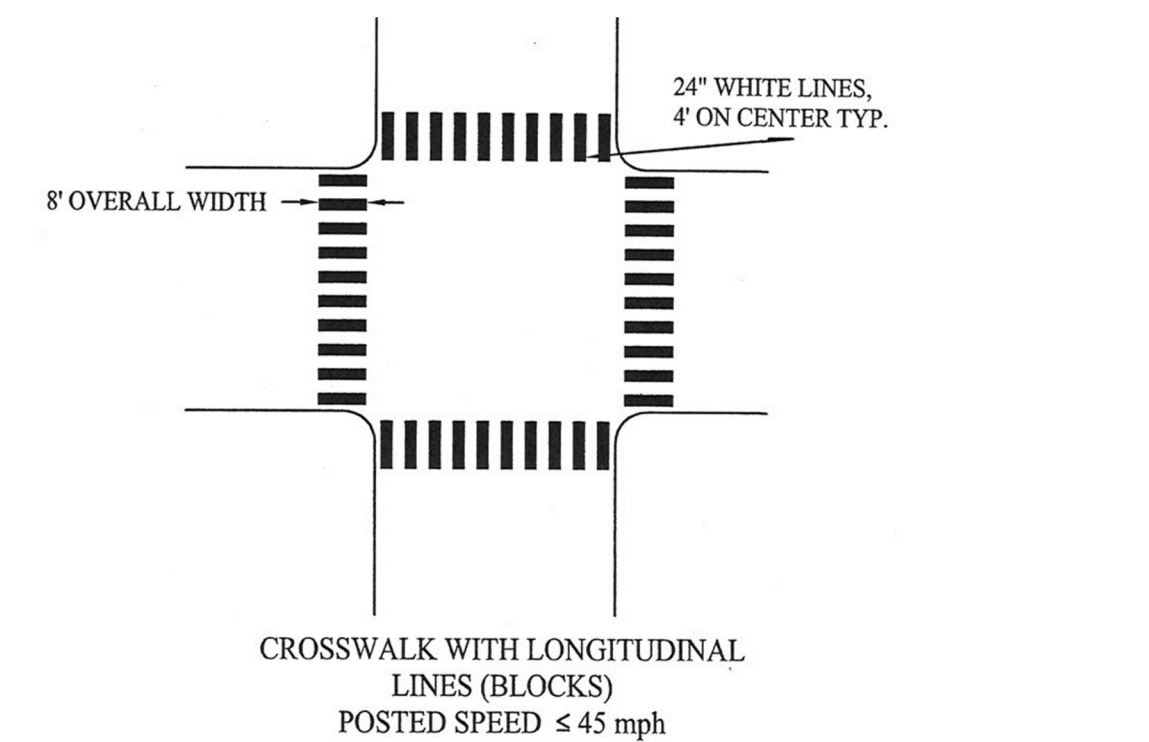 24" WHITE LINES,
4' ON CENTER TYP.
8' OVERALL WIDTH
CROSSWALK WITH LONGITUDINAL
LINES (BLOCKS)
POSTED SPEED ≤ 45 mph